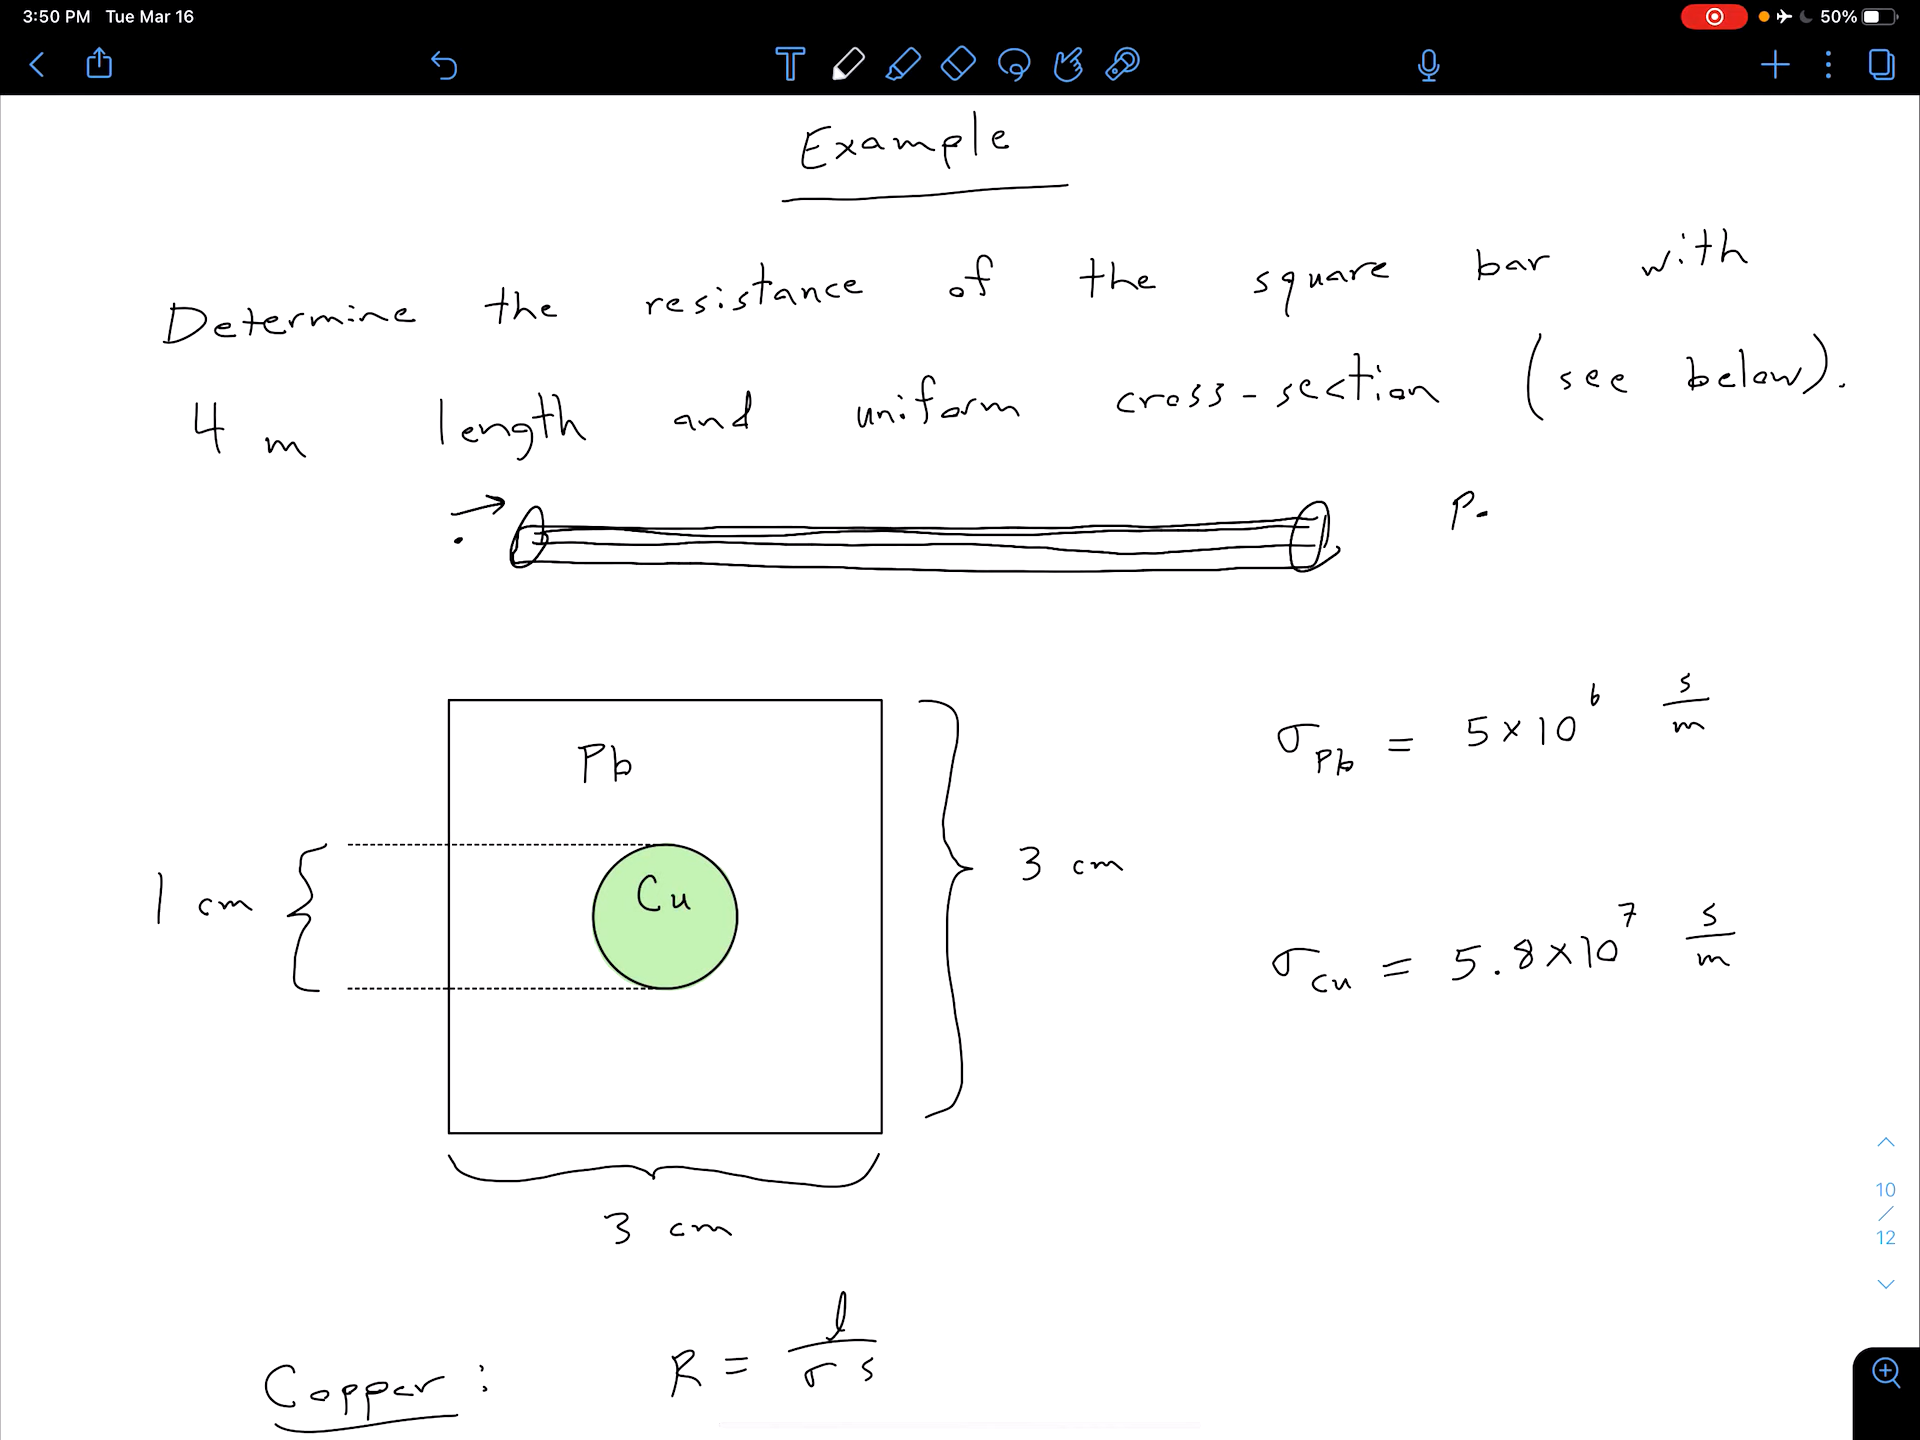 3:50 PM Tue Mar 16
50%
Example
Determine the resistance of the square bar with
4 m length and uniform cross-section (see below).
P.
σPb = 5×10^6 s/m
Pb
Cu
1 cm
3 cm
σcu = 5.8×10^7 s/m
3 cm
10
/
12
Copper: R = l / σ s